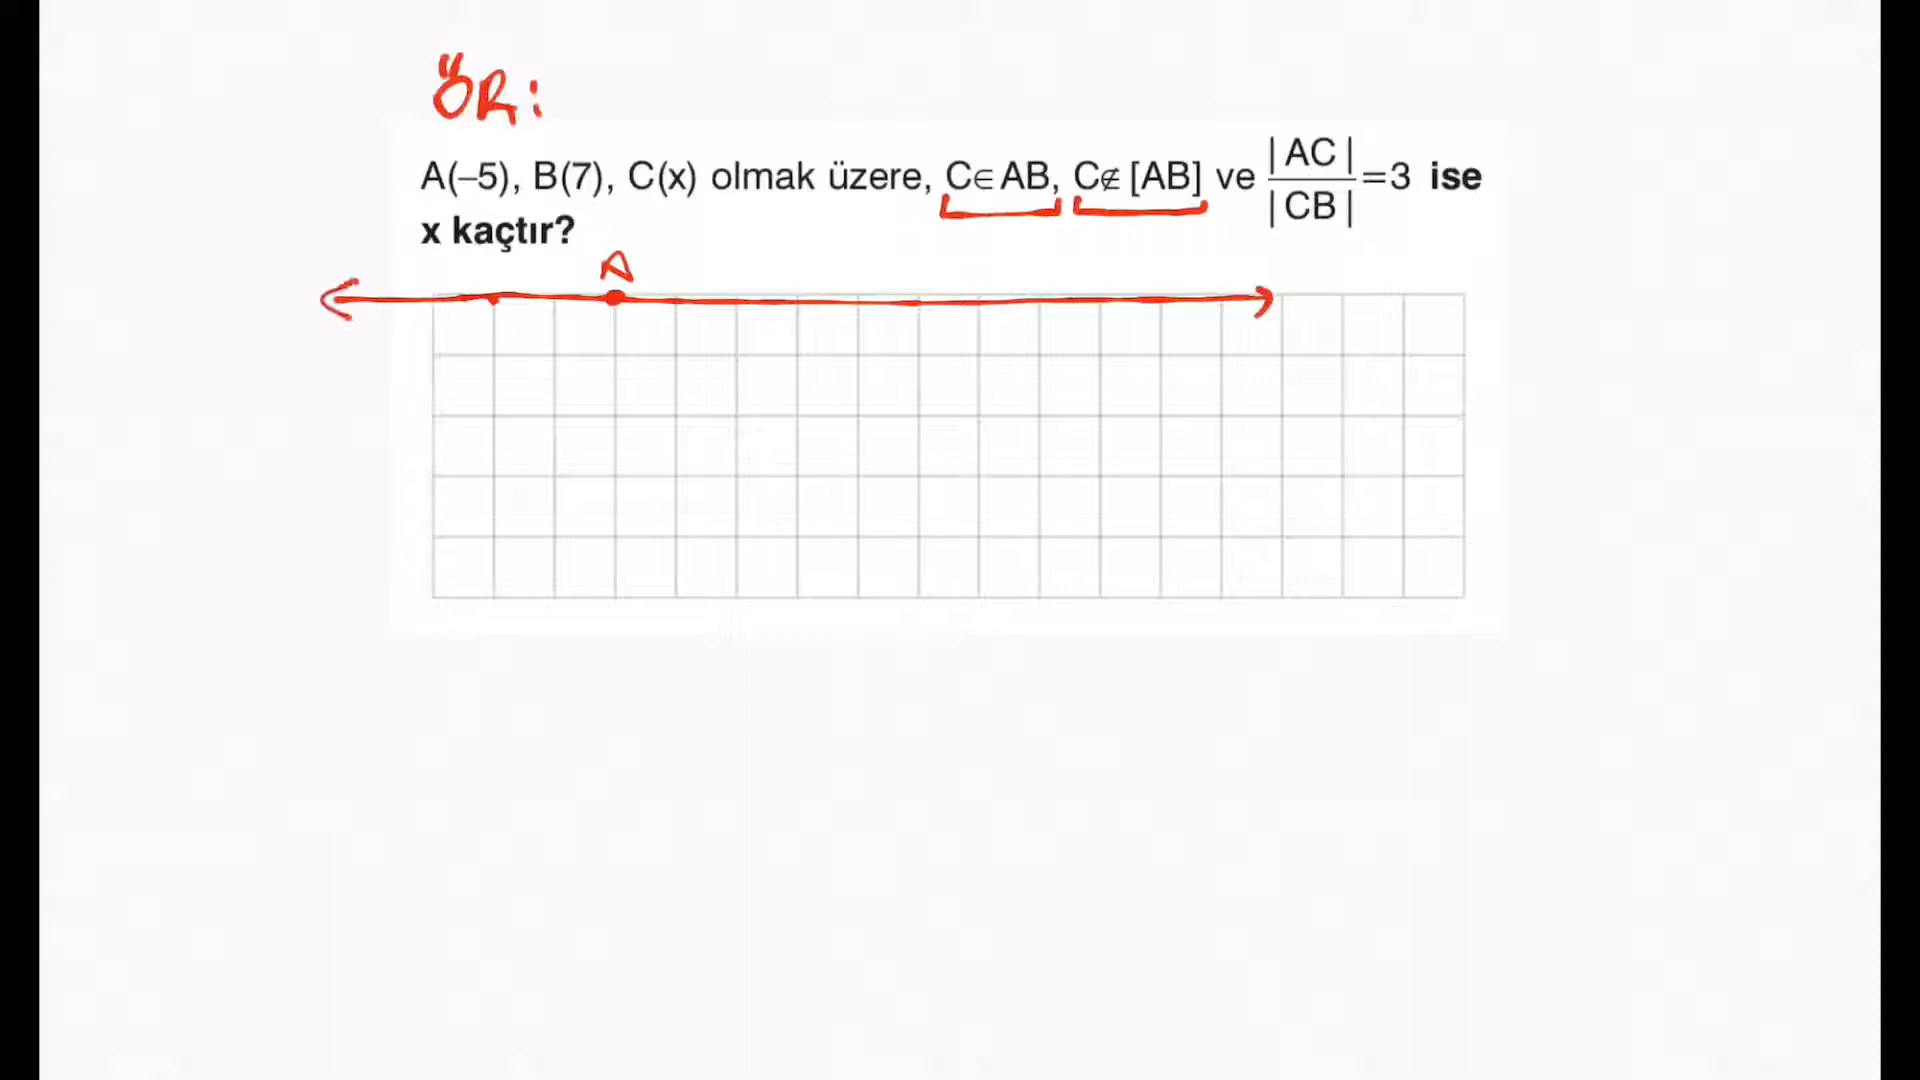 ÖR:
A(–5), B(7), C(x) olmak üzere, C∈ AB, C∉ [AB] ve |AC|/|CB|=3 ise
x kaçtır?
A